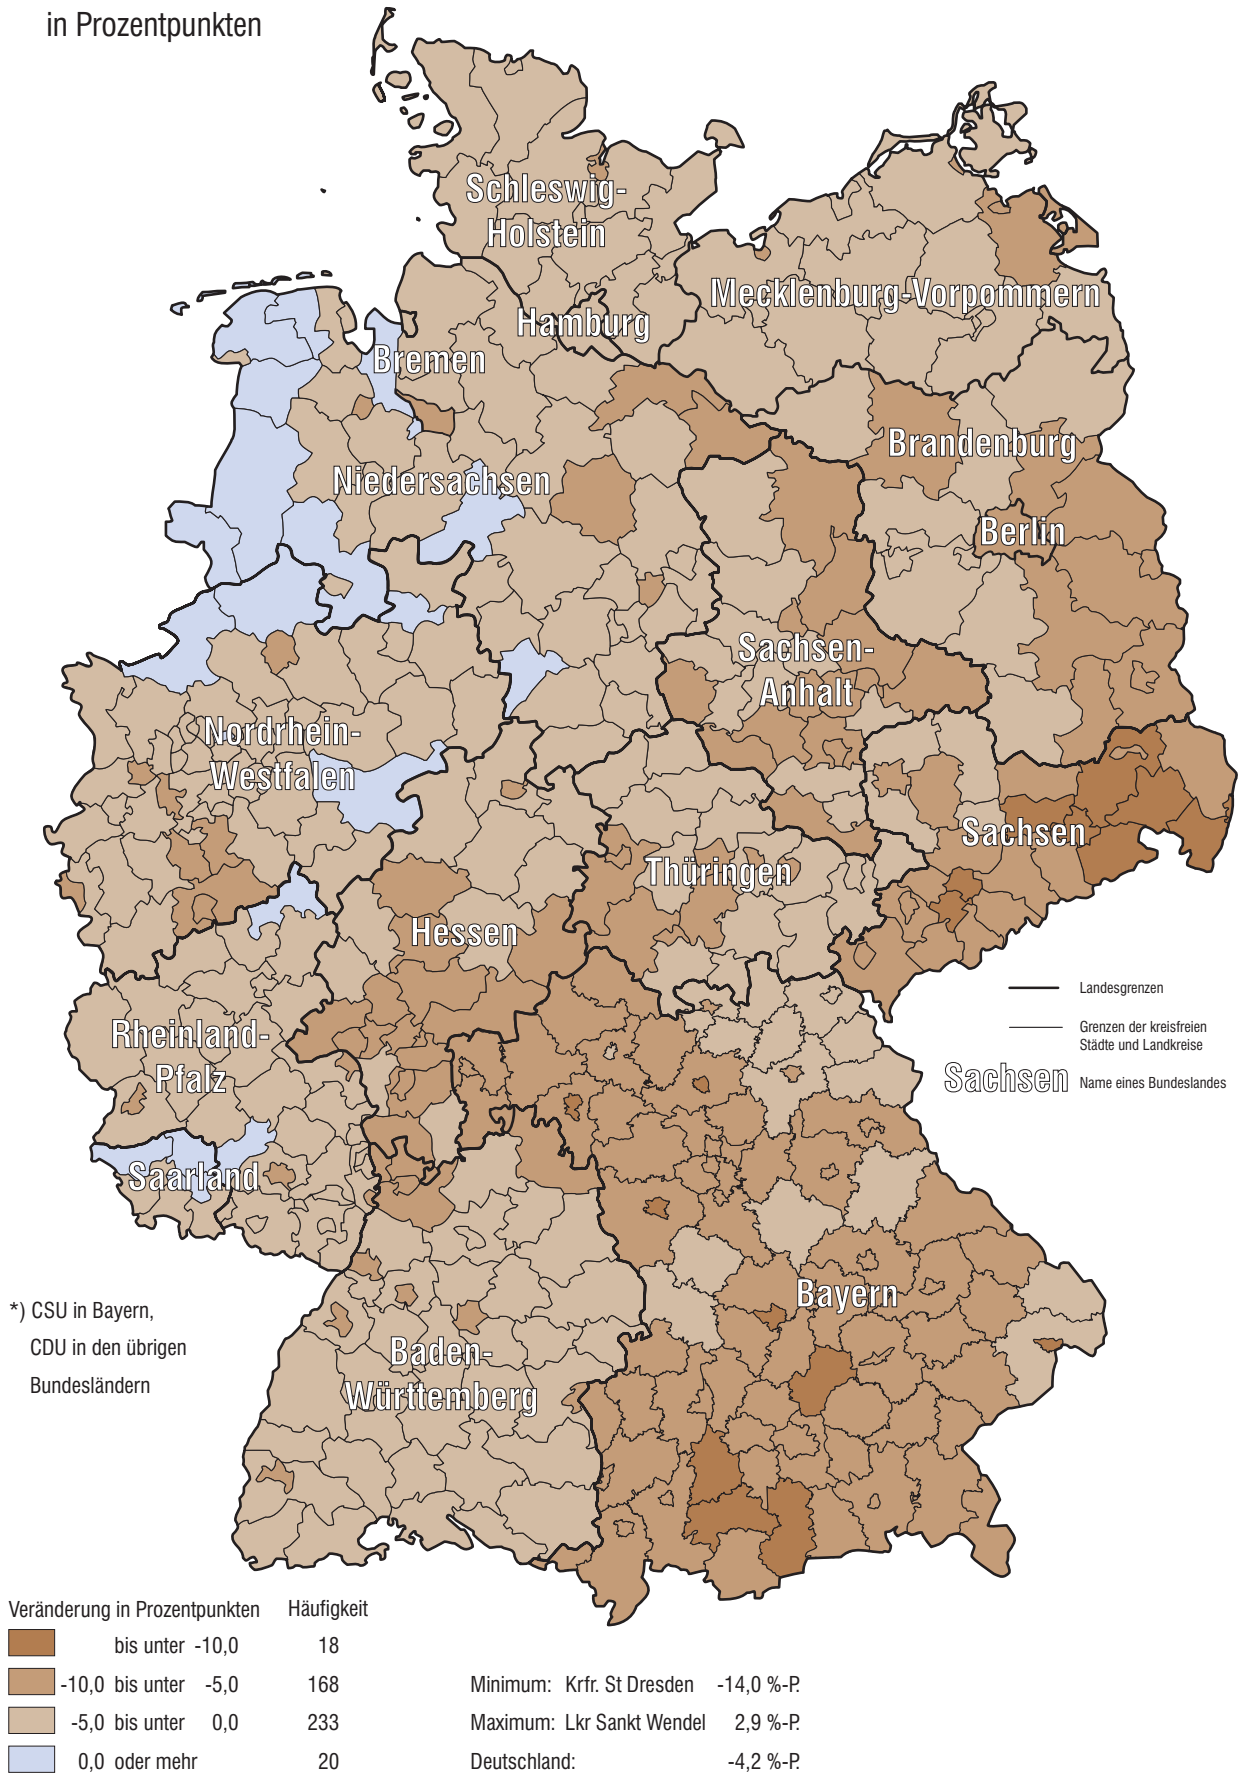 in Prozentpunkten
Schleswig-
Holstein
Mecklenburg-Vorpommern
Hamburg
Bremen
Brandenburg
Niedersachsen
Berlin
Sachsen-
Anhalt
Nordrhein-
Westfalen
Sachsen
Thüringen
Hessen
Landesgrenzen
Grenzen der kreisfreien
Städte und Landkreise
Sachsen Name eines Bundeslandes
Rheinland-
Pfalz
Saarland
Bayern
*) CSU in Bayern,
CDU in den übrigen
Bundesländern
Baden-
Württemberg
Veränderung in Prozentpunkten Häufigkeit
bis unter -10,0 18
-10,0 bis unter -5,0 168
-5,0 bis unter 0,0 233
0,0 oder mehr 20
Minimum: Krfr. St Dresden -14,0 %-P.
Maximum: Lkr Sankt Wendel 2,9 %-P.
Deutschland: -4,2 %-P.